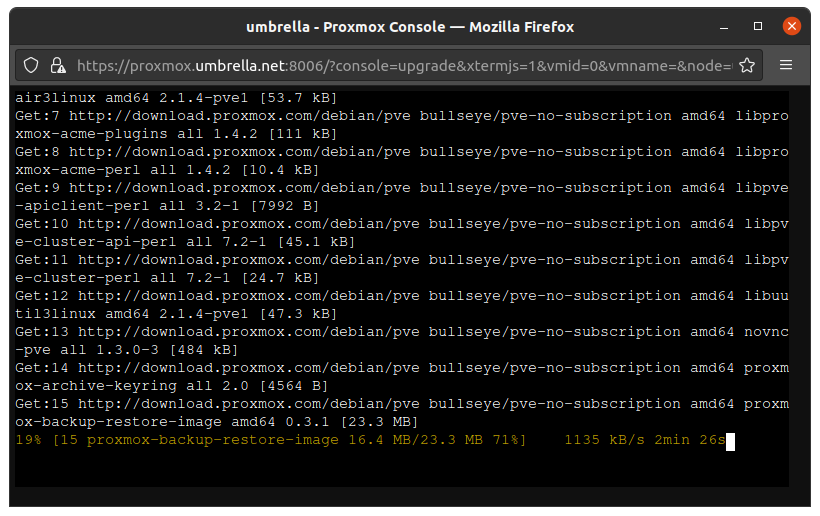 umbrella - Proxmox Console — Mozilla Firefox
https://proxmox.umbrella.net:8006/?console=upgrade&xtermjs=1&vmid=0&vmname=&node=
air3linux amd64 2.1.4-pve1 [53.7 kB]
Get:7 http://download.proxmox.com/debian/pve bullseye/pve-no-subscription amd64 libpro
xmox-acme-plugins all 1.4.2 [111 kB]
Get:8 http://download.proxmox.com/debian/pve bullseye/pve-no-subscription amd64 libpro
xmox-acme-perl all 1.4.2 [10.4 kB]
Get:9 http://download.proxmox.com/debian/pve bullseye/pve-no-subscription amd64 libpve
-apiclient-perl all 3.2-1 [7992 B]
Get:10 http://download.proxmox.com/debian/pve bullseye/pve-no-subscription amd64 libpv
e-cluster-api-perl all 7.2-1 [45.1 kB]
Get:11 http://download.proxmox.com/debian/pve bullseye/pve-no-subscription amd64 libpv
e-cluster-perl all 7.2-1 [24.7 kB]
Get:12 http://download.proxmox.com/debian/pve bullseye/pve-no-subscription amd64 libuu
til3linux amd64 2.1.4-pve1 [47.3 kB]
Get:13 http://download.proxmox.com/debian/pve bullseye/pve-no-subscription amd64 novnc
-pve all 1.3.0-3 [484 kB]
Get:14 http://download.proxmox.com/debian/pve bullseye/pve-no-subscription amd64 proxm
ox-archive-keyring all 2.0 [4564 B]
Get:15 http://download.proxmox.com/debian/pve bullseye/pve-no-subscription amd64 proxm
ox-backup-restore-image amd64 0.3.1 [23.3 MB]
19% [15 proxmox-backup-restore-image 16.4 MB/23.3 MB 71%] 1135 kB/s 2min 26s